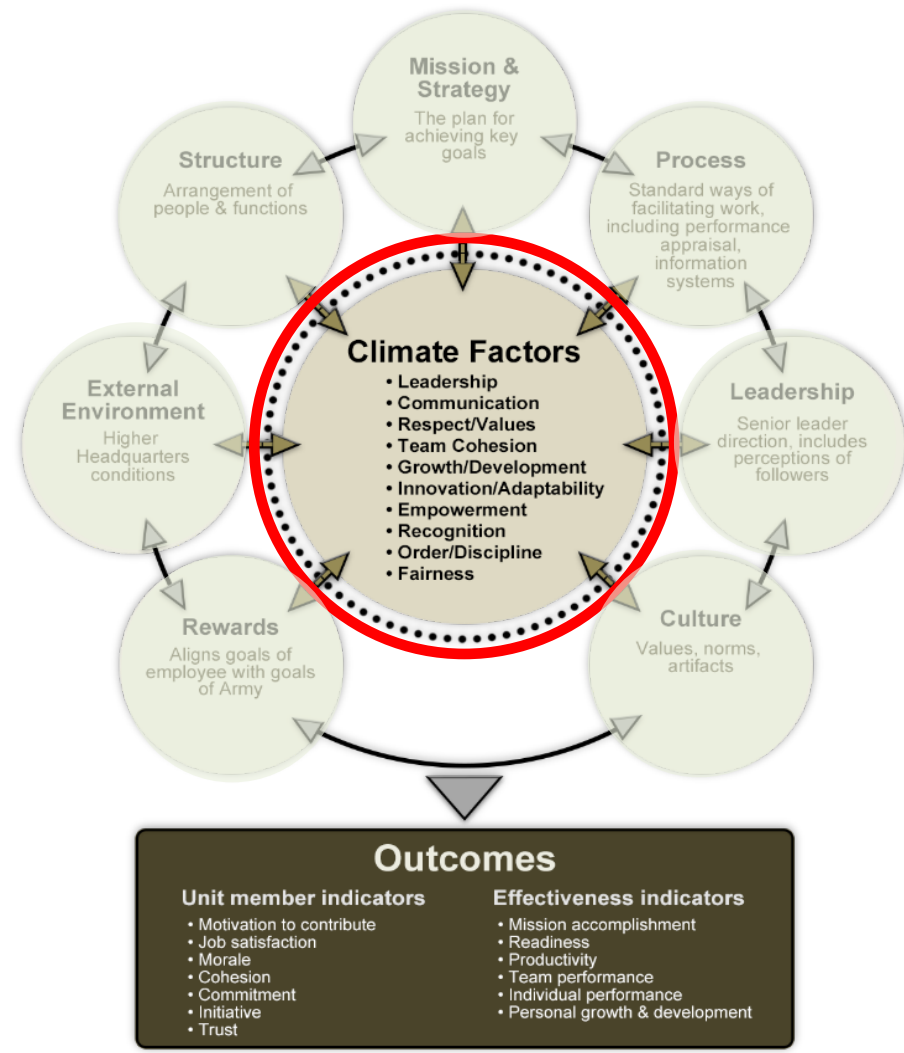 Mission &
Strategy
The plan for
achieving key
goals
Structure
Arrangement of
people & functions
Process
Standard ways of
facilitating work,
including performance
appraisal,
information
systems
External
Environment
Higher
Headquarters
conditions
Climate Factors
• Leadership
• Communication
• Respect/Values
• Team Cohesion
• Growth/Development
• Innovation/Adaptability
• Empowerment
• Recognition
• Order/Discipline
• Fairness
Leadership
Senior leader
direction, includes
perceptions of
followers
Rewards
Aligns goals of
employee with goals
of Army
Culture
Values, norms,
artifacts
Outcomes
Unit member indicators
• Motivation to contribute
• Job satisfaction
• Morale
• Cohesion
• Commitment
• Initiative
• Trust
Effectiveness indicators
• Mission accomplishment
• Readiness
• Productivity
• Team performance
• Individual performance
• Personal growth & development